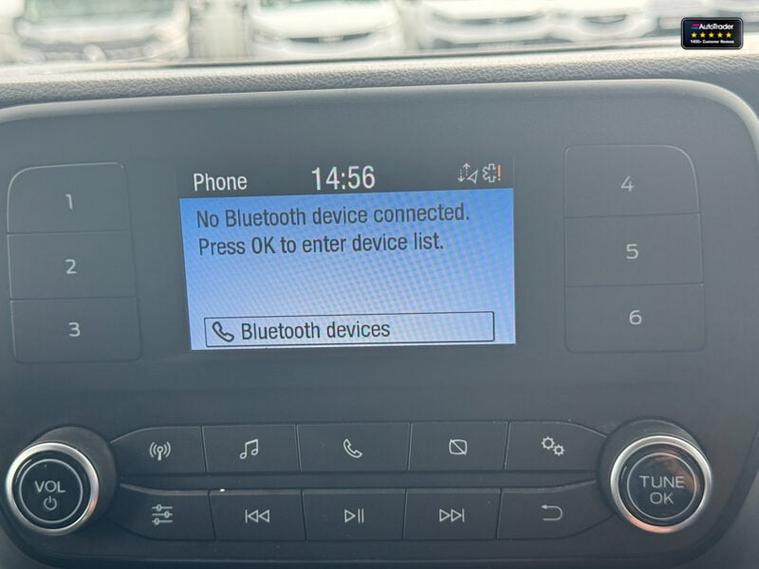 AutoTrader
Phone
14:56
No Bluetooth device connected.
Press OK to enter device list.
Bluetooth devices
1
2
3
4
5
6
VOL
TUNE
OK